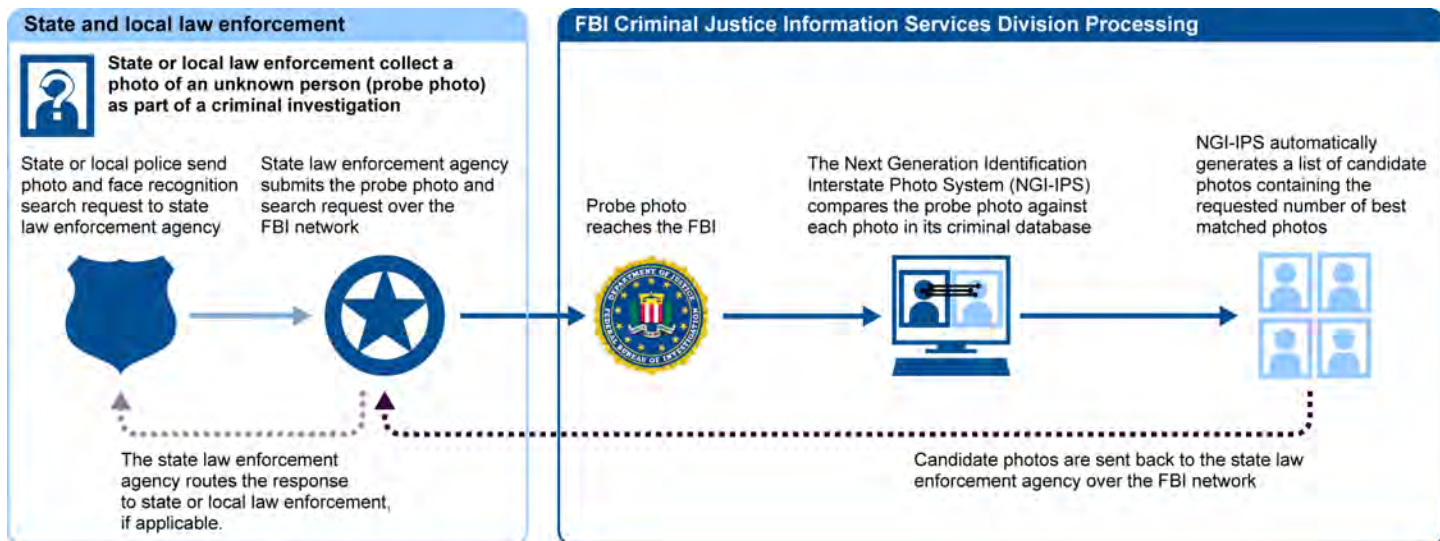 State and local law enforcement
State or local law enforcement collect a
photo of an unknown person (probe photo)
as part of a criminal investigation
State or local police send
photo and face recognition
search request to state
law enforcement agency
State law enforcement agency
submits the probe photo and
search request over the
FBI network
The state law enforcement
agency routes the response
to state or local law enforcement,
if applicable.
FBI Criminal Justice Information Services Division Processing
Probe photo
reaches the FBI
DEPARTMENT OF JUSTICE
FEDERAL BUREAU OF INVESTIGATION
The Next Generation Identification
Interstate Photo System (NGI-IPS)
compares the probe photo against
each photo in its criminal database
NGI-IPS automatically
generates a list of candidate
photos containing the
requested number of best
matched photos
Candidate photos are sent back to the state law
enforcement agency over the FBI network